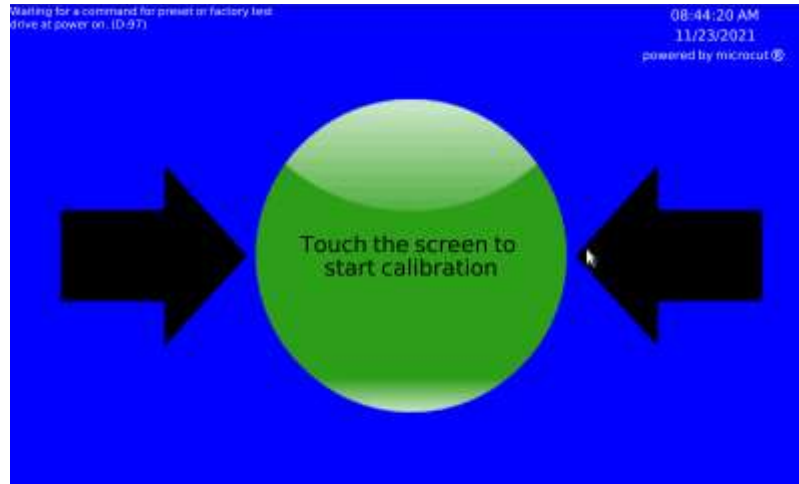 Waiting for a command for preset or factory test
drive at power on. (D-97)
08:44:20 AM
11/23/2021
powered by microcut ®
Touch the screen to
start calibration